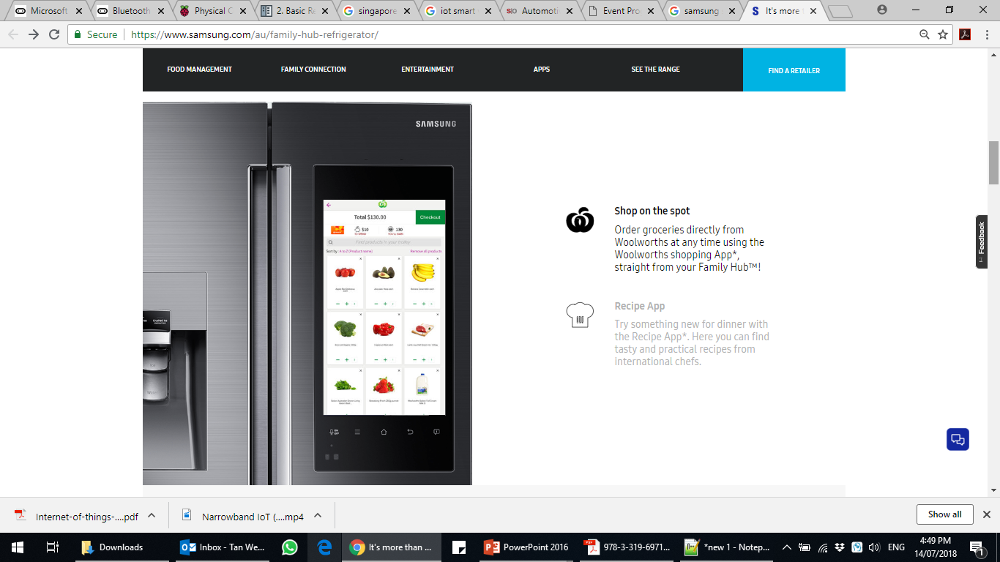 Microsoft
Bluetooth
Physical C
2. Basic Re
singapore
iot smart
Automoti
Event Pro
samsung
It's more
Secure
https://www.samsung.com/au/family-hub-refrigerator/
FOOD MANAGEMENT
FAMILY CONNECTION
ENTERTAINMENT
APPS
SEE THE RANGE
FIND A RETAILER
SAMSUNG
Total $130.00
Checkout
$10
130
Find products in your trolley
Sort by : A to Z (Product name)
Remove all products
Shop on the spot
Order groceries directly from
Woolworths at any time using the
Woolworths shopping App*,
straight from your Family Hub™!
Recipe App
Try something new for dinner with
the Recipe App*. Here you can find
tasty and practical recipes from
international chefs.
Feedback
Internet-of-things-....pdf
Narrowband IoT (....mp4
Show all
Downloads
Inbox - Tan We...
It's more than ...
PowerPoint 2016
978-3-319-6971...
*new 1 - Notep...
ENG
4:49 PM
14/07/2018
1